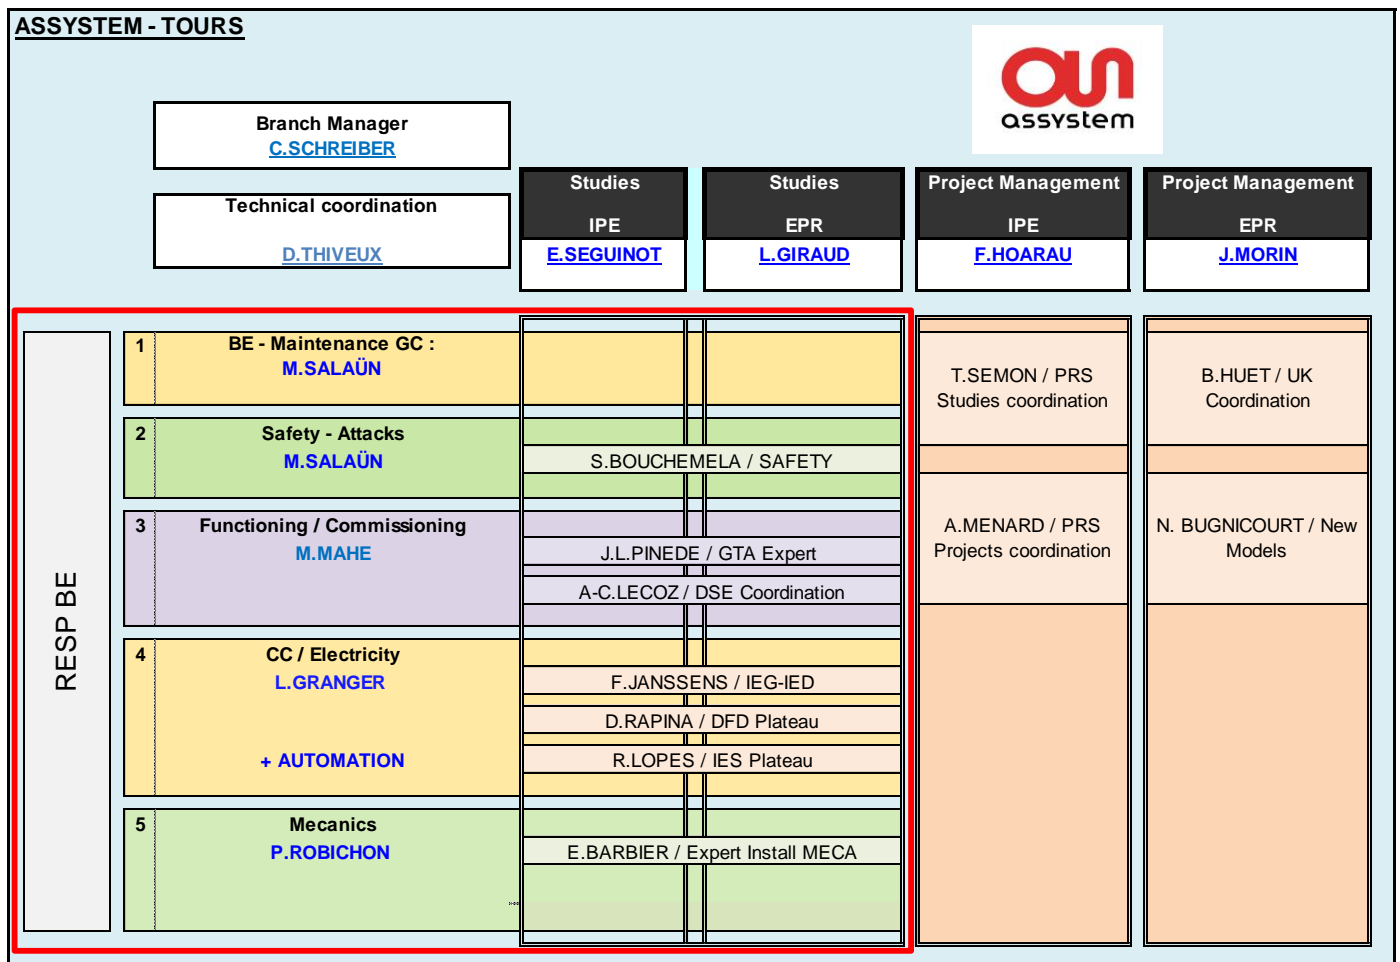 ASSYSTEM - TOURS
assystem
Branch Manager
C.SCHREIBER
Technical coordination
D.THIVEUX
Studies
IPE
E.SEGUINOT
Studies
EPR
L.GIRAUD
Project Management
IPE
F.HOARAU
Project Management
EPR
J.MORIN
RESP BE
1
BE - Maintenance GC :
M.SALAÜN
2
Safety - Attacks
M.SALAÜN
S.BOUCHEMELA / SAFETY
3
Functioning / Commissioning
M.MAHE
J.L.PINEDE / GTA Expert
A-C.LECOZ / DSE Coordination
4
CC / Electricity
L.GRANGER
+ AUTOMATION
F.JANSSENS / IEG-IED
D.RAPINA / DFD Plateau
R.LOPES / IES Plateau
5
Mecanics
P.ROBICHON
E.BARBIER / Expert Install MECA
T.SEMON / PRS
Studies coordination
A.MENARD / PRS
Projects coordination
B.HUET / UK
Coordination
N. BUGNICOURT / New
Models